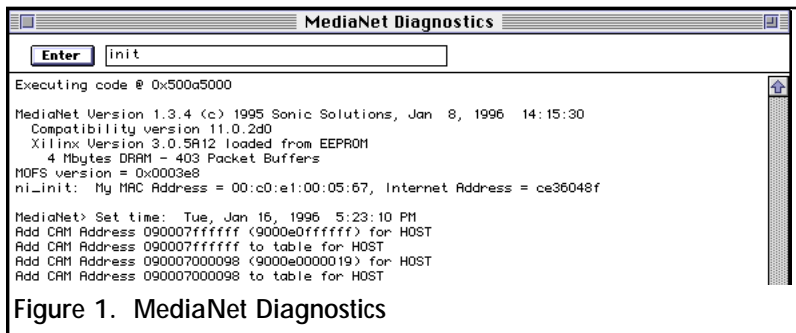 MediaNet Diagnostics
Enter init
Executing code @ 0x500a5000
MediaNet Version 1.3.4 (c) 1995 Sonic Solutions, Jan 8, 1996 14:15:30
Compatibility version 11.0.2d0
Xilinx Version 3.0.5A12 loaded from EEPROM
4 Mbytes DRAM - 403 Packet Buffers
MOFS version = 0x0003e8
ni_init: My MAC Address = 00:c0:e1:00:05:67, Internet Address = ce36048f
MediaNet> Set time: Tue, Jan 16, 1996 5:23:10 PM
Add CAM Address 090007ffffff (9000e0ffffff) for HOST
Add CAM Address 090007ffffff to table for HOST
Add CAM Address 090007000098 (9000e0000019) for HOST
Add CAM Address 090007000098 to table for HOST
Figure 1. MediaNet Diagnostics